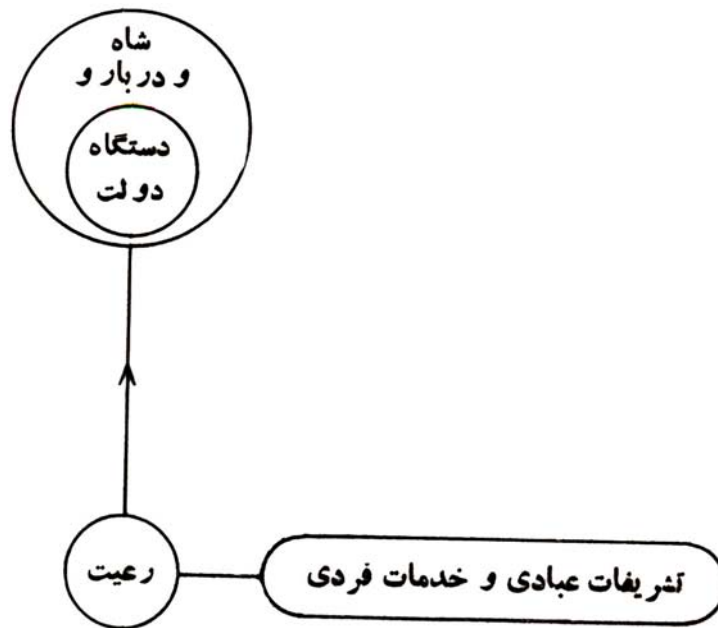 شاه
و دربار و
دستگاه
دولت
رعیت
تشریفات عبادی و خدمات فردی